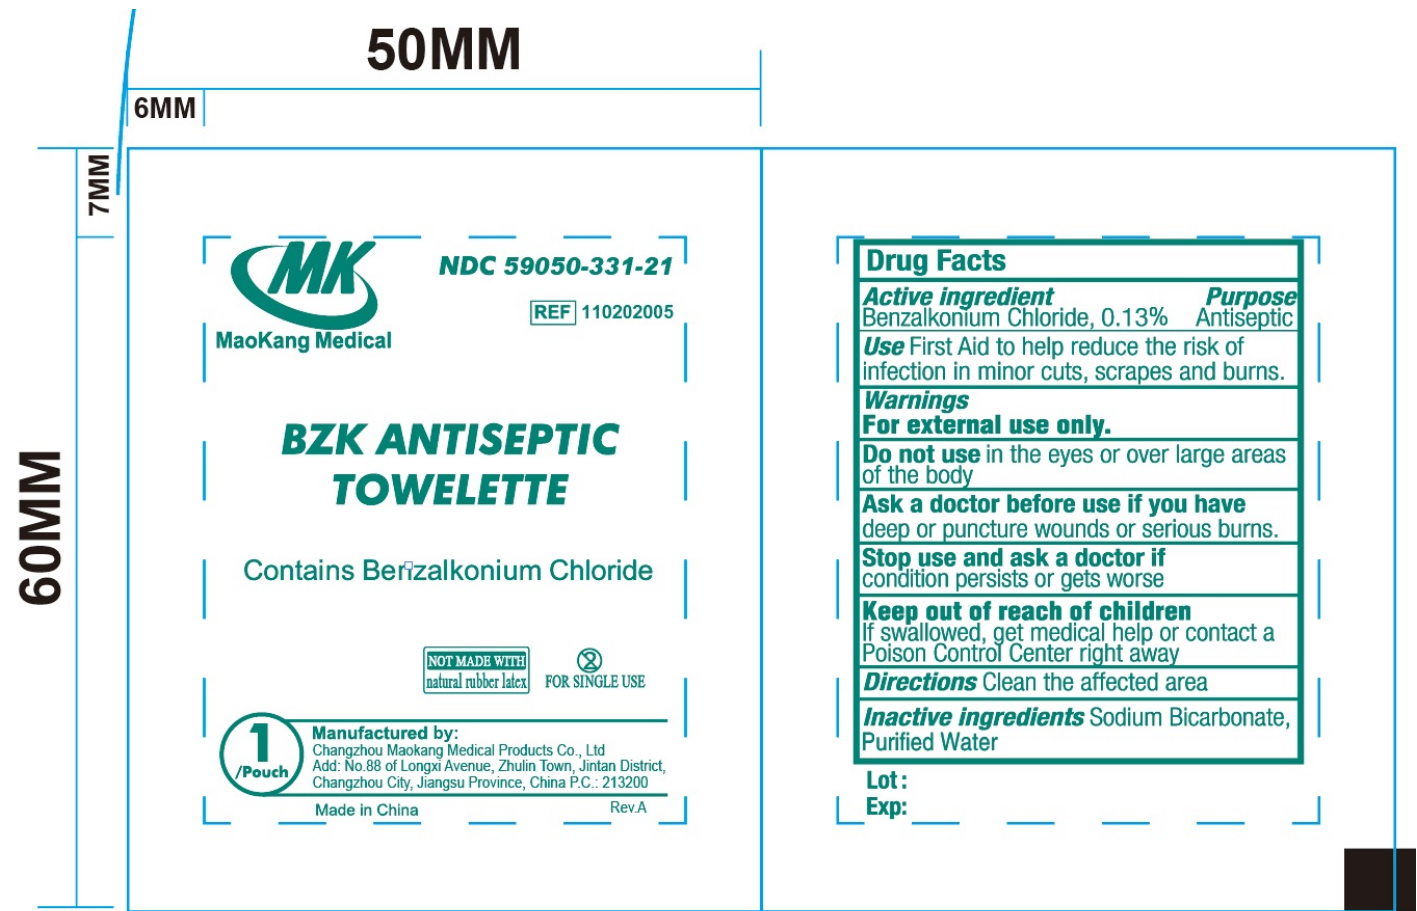 50MM
6MM
7MM
60MM
MK
MaoKang Medical
NDC 59050-331-21
REF 110202005
BZK ANTISEPTIC
TOWELETTE
Contains Benzalkonium Chloride
NOT MADE WITH
natural rubber latex
2
FOR SINGLE USE
1
/Pouch
Manufactured by:
Changzhou Maokang Medical Products Co., Ltd
Add: No.88 of Longxi Avenue, Zhulin Town, Jintan District,
Changzhou City, Jiangsu Province, China P.C.: 213200
Made in China
Rev.A
Drug Facts
Active ingredient Purpose
Benzalkonium Chloride, 0.13% Antiseptic
Use First Aid to help reduce the risk of
infection in minor cuts, scrapes and burns.
Warnings
For external use only.
Do not use in the eyes or over large areas
of the body
Ask a doctor before use if you have
deep or puncture wounds or serious burns.
Stop use and ask a doctor if
condition persists or gets worse
Keep out of reach of children
If swallowed, get medical help or contact a
Poison Control Center right away
Directions Clean the affected area
Inactive ingredients Sodium Bicarbonate,
Purified Water
Lot :
Exp: